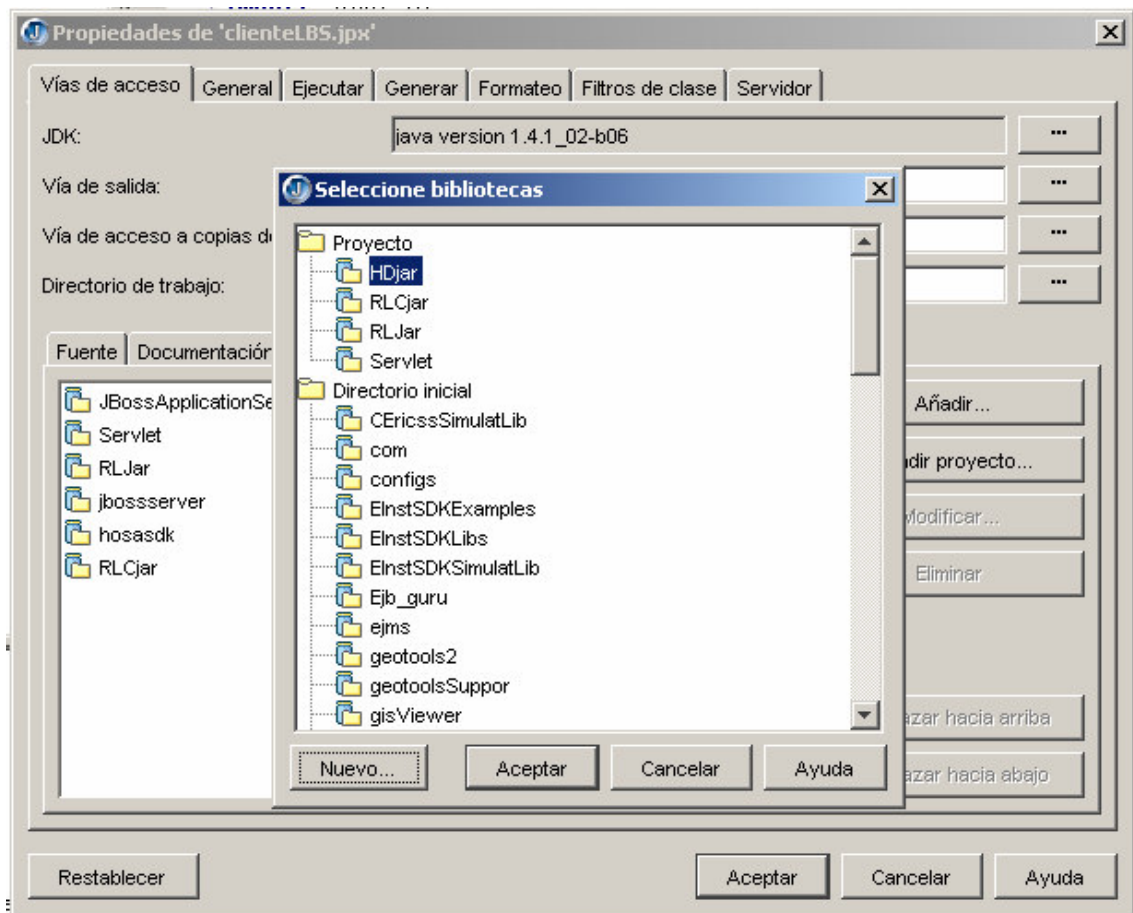 Propiedades de 'clienteLBS.jpx'
Vías de acceso General Ejecutar Generar Formateo Filtros de clase Servidor
JDK: java version 1.4.1_02-b06 ...
Vía de salida: ...
Vía de acceso a copias de ...
Directorio de trabajo: ...
Fuente Documentación
JBossApplicationSe
Servlet
RLJar
jbossserver
hosasdk
RLCjar
Añadir...
dir proyecto...
Modificar...
Eliminar
azar hacia arriba
azar hacia abajo
Seleccione bibliotecas
Proyecto
HDjar
RLCjar
RLJar
Servlet
Directorio inicial
CEricssSimulatLib
com
configs
EInstSDKExamples
EInstSDKLibs
EInstSDKSimulatLib
Ejb_guru
ejms
geotools2
geotoolsSuppor
gisViewer
Nuevo... Aceptar Cancelar Ayuda
Restablecer Aceptar Cancelar Ayuda